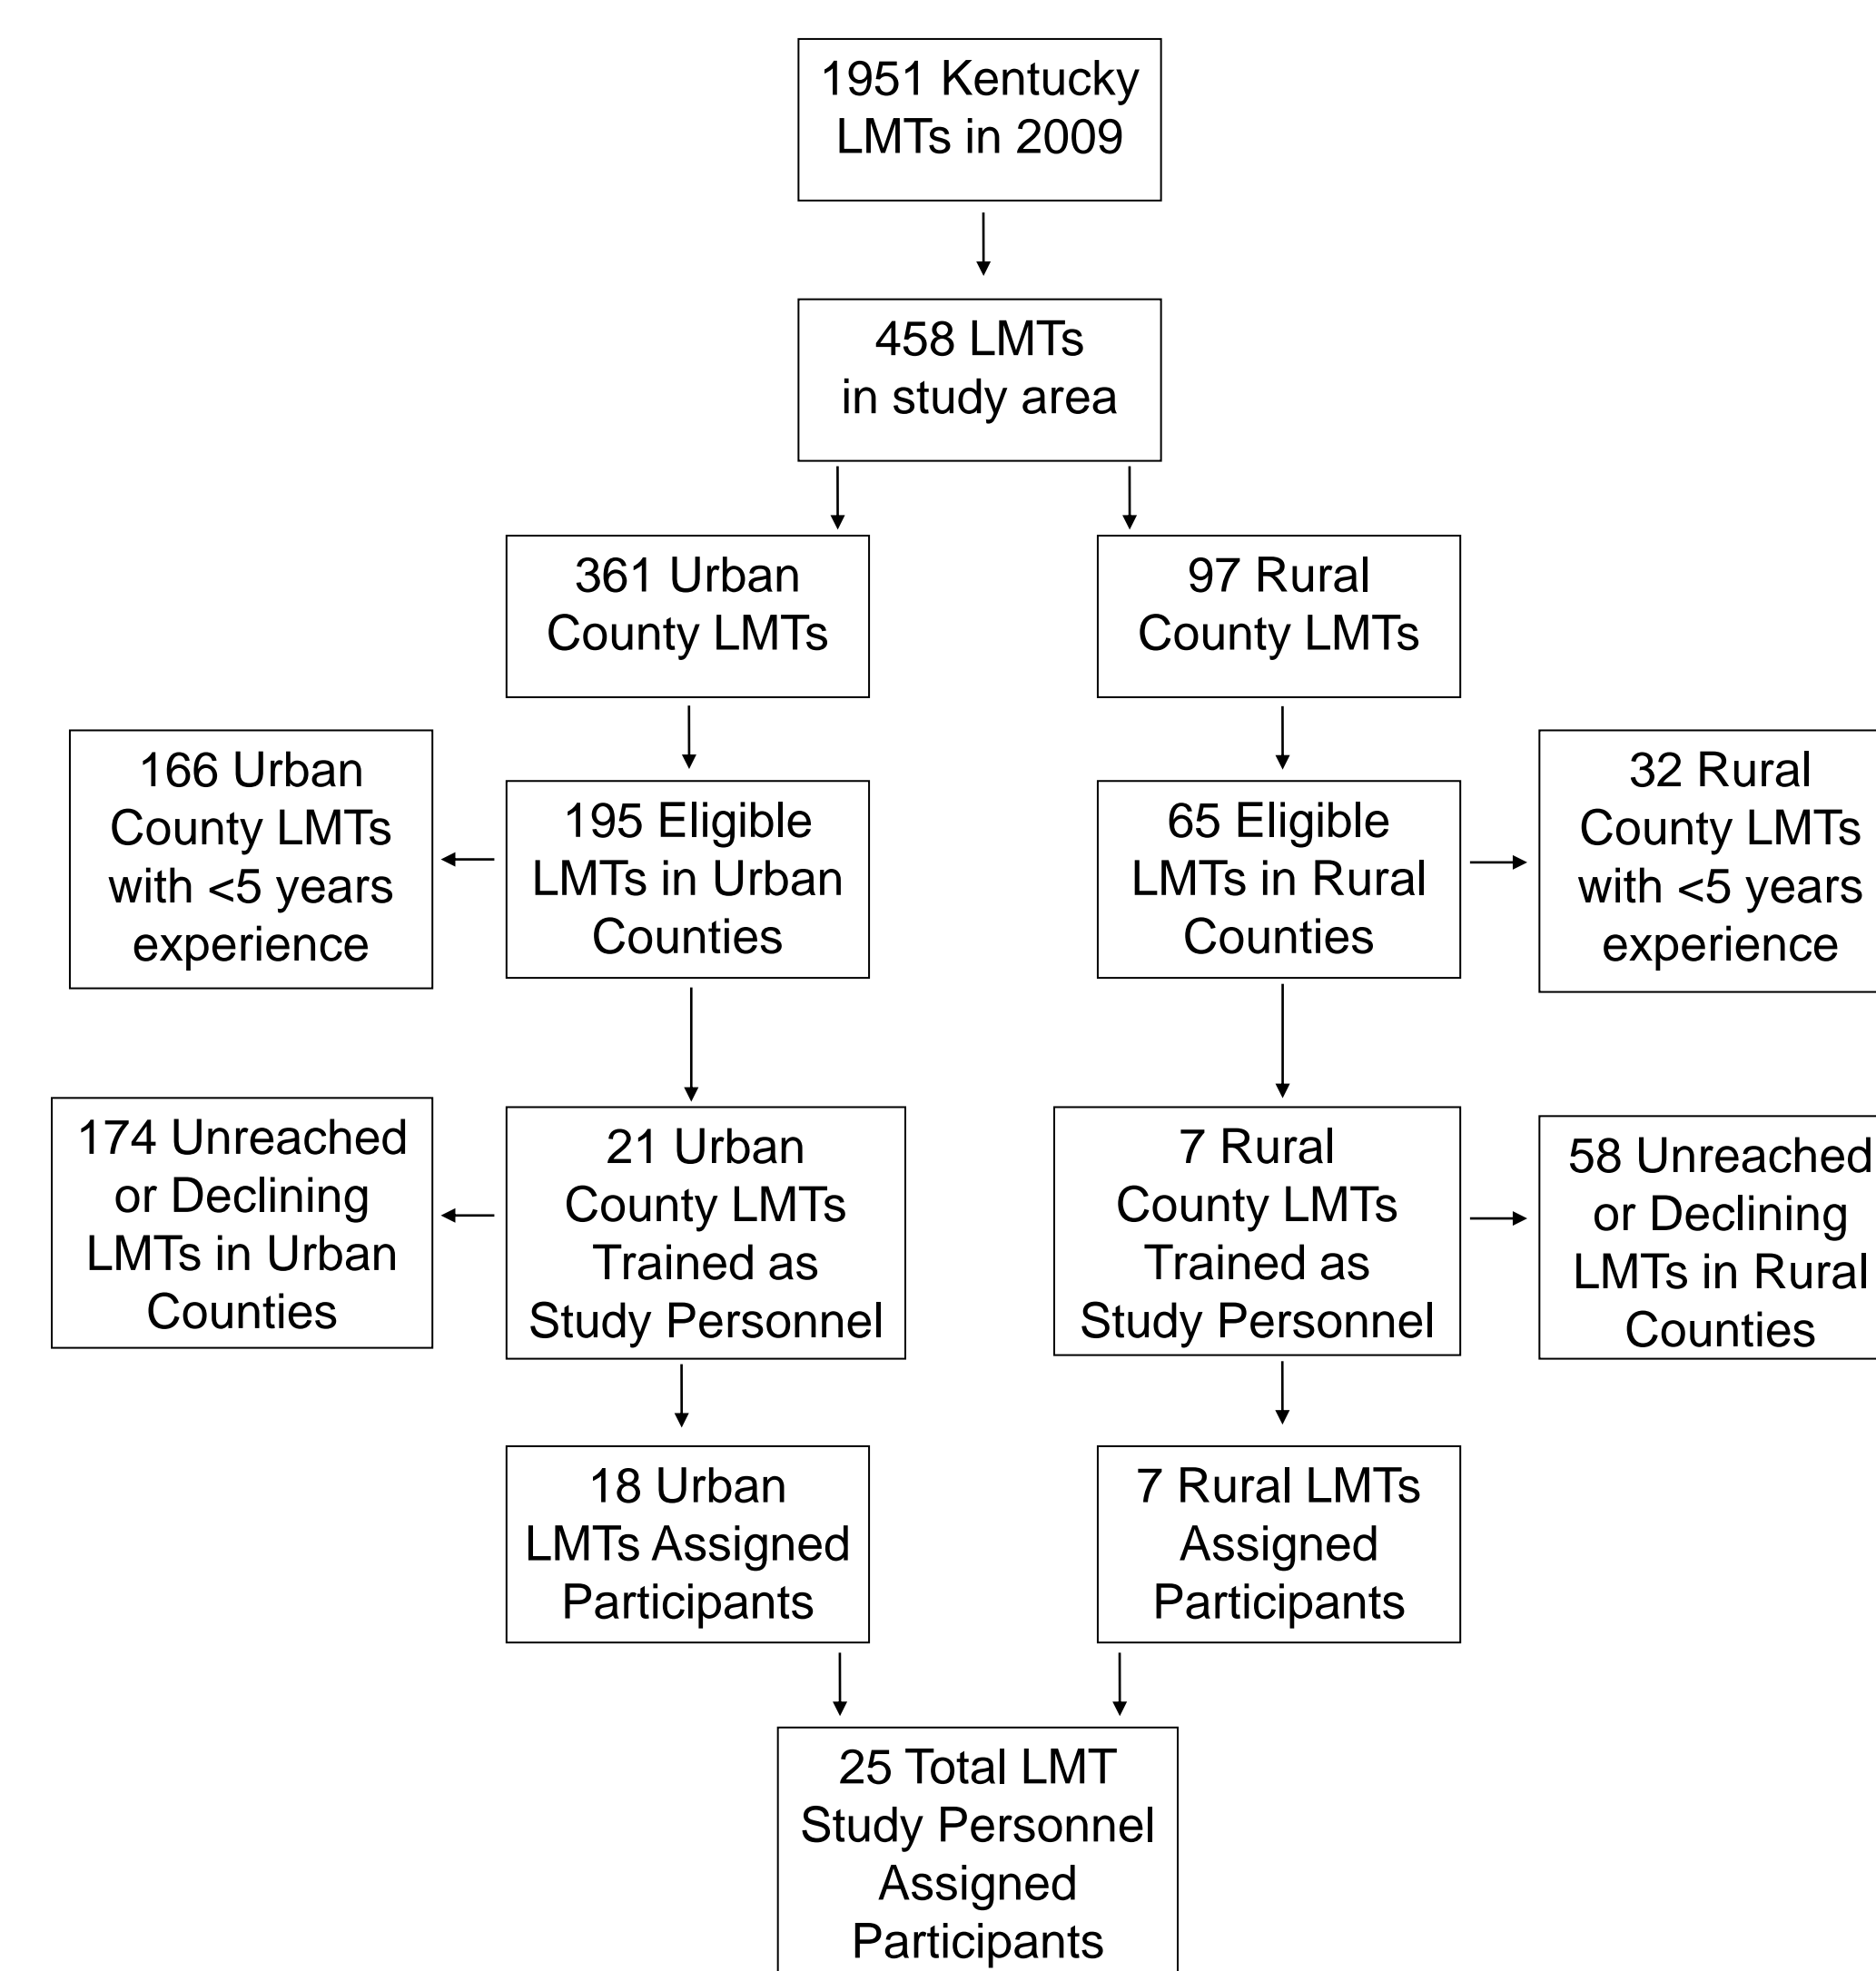 1951 Kentucky
LMTs in 2009
458 LMTs
in study area
361 Urban
County LMTs
97 Rural
County LMTs
166 Urban
County LMTs
with <5 years
experience
195 Eligible
LMTs in Urban
Counties
65 Eligible
LMTs in Rural
Counties
32 Rural
County LMTs
with <5 years
experience
174 Unreached
or Declining
LMTs in Urban
Counties
21 Urban
County LMTs
Trained as
Study Personnel
7 Rural
County LMTs
Trained as
Study Personnel
58 Unreached
or Declining
LMTs in Rural
Counties
18 Urban
LMTs Assigned
Participants
7 Rural LMTs
Assigned
Participants
25 Total LMT
Study Personnel
Assigned
Participants